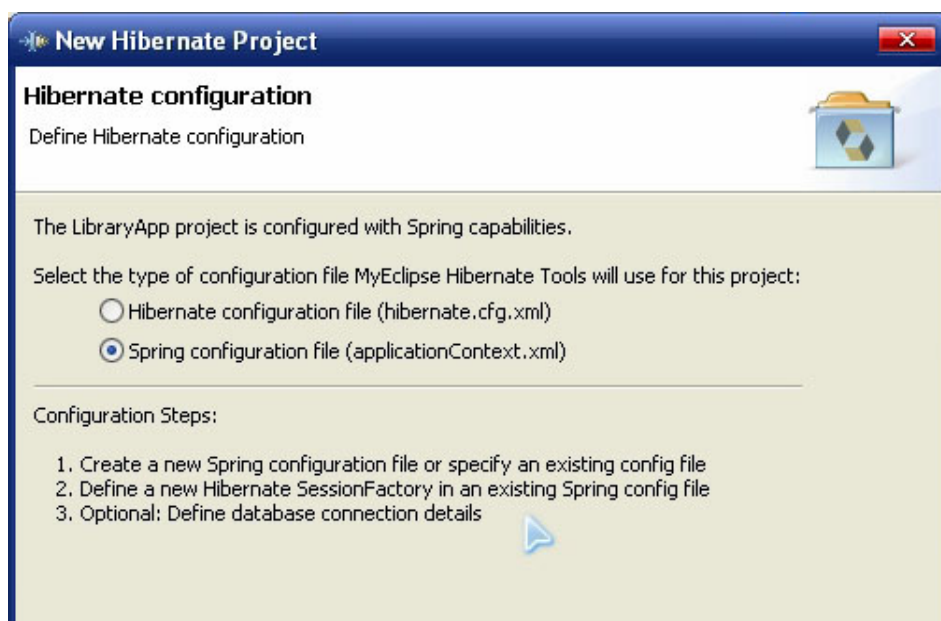 New Hibernate Project
Hibernate configuration
Define Hibernate configuration
The LibraryApp project is configured with Spring capabilities.
Select the type of configuration file MyEclipse Hibernate Tools will use for this project:
Hibernate configuration file (hibernate.cfg.xml)
Spring configuration file (applicationContext.xml)
Configuration Steps:
1. Create a new Spring configuration file or specify an existing config file
2. Define a new Hibernate SessionFactory in an existing Spring config file
3. Optional: Define database connection details